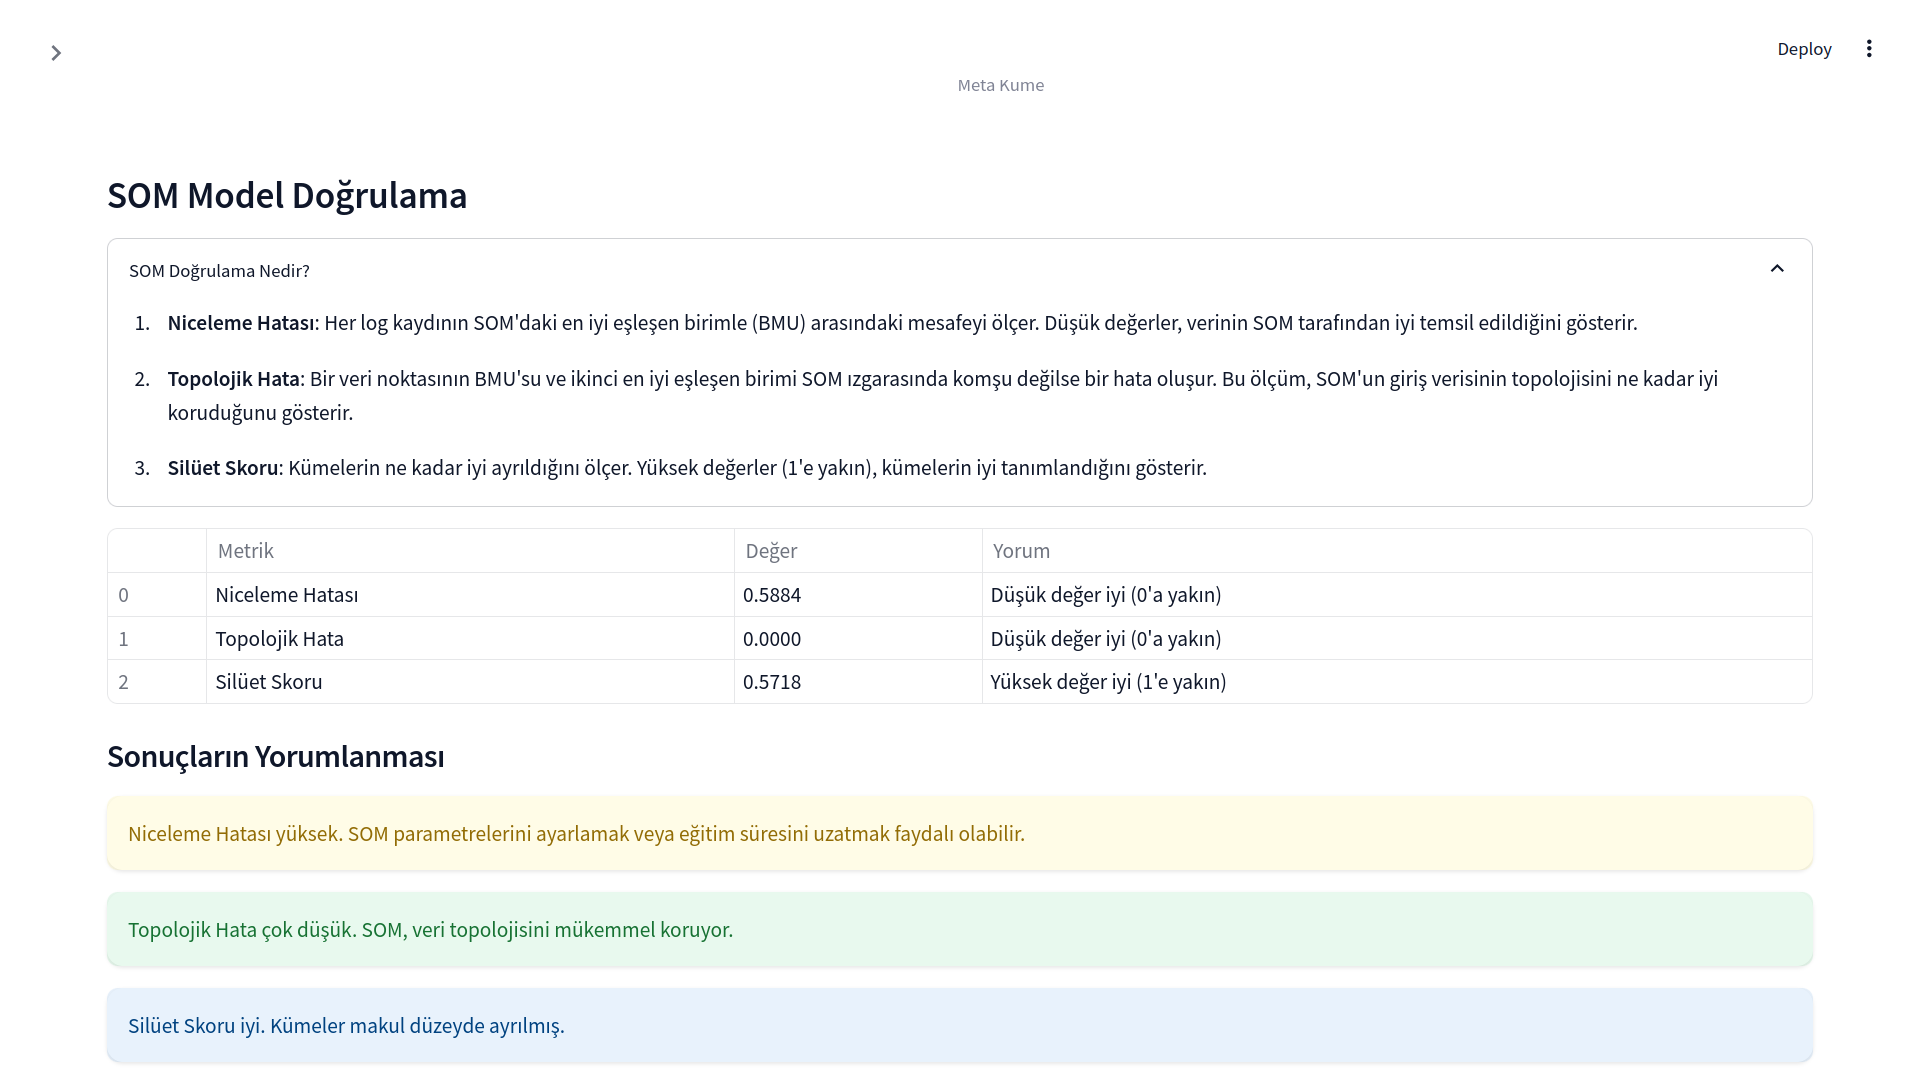 Deploy
Meta Kume
SOM Model Doğrulama
SOM Doğrulama Nedir?
1. Niceleme Hatası: Her log kaydının SOM'daki en iyi eşleşen birimle (BMU) arasındaki mesafeyi ölçer. Düşük değerler, verinin SOM tarafından iyi temsil edildiğini gösterir.
2. Topolojik Hata: Bir veri noktasının BMU'su ve ikinci en iyi eşleşen birimi SOM ızgarasında komşu değilse bir hata oluşur. Bu ölçüm, SOM'un giriş verisinin topolojisini ne kadar iyi
koruduğunu gösterir.
3. Silüet Skoru: Kümelerin ne kadar iyi ayrıldığını ölçer. Yüksek değerler (1'e yakın), kümelerin iyi tanımlandığını gösterir.
Metrik Değer Yorum
0 Niceleme Hatası 0.5884 Düşük değer iyi (0'a yakın)
1 Topolojik Hata 0.0000 Düşük değer iyi (0'a yakın)
2 Silüet Skoru 0.5718 Yüksek değer iyi (1'e yakın)
Sonuçların Yorumlanması
Niceleme Hatası yüksek. SOM parametrelerini ayarlamak veya eğitim süresini uzatmak faydalı olabilir.
Topolojik Hata çok düşük. SOM, veri topolojisini mükemmel koruyor.
Silüet Skoru iyi. Kümeler makul düzeyde ayrılmış.